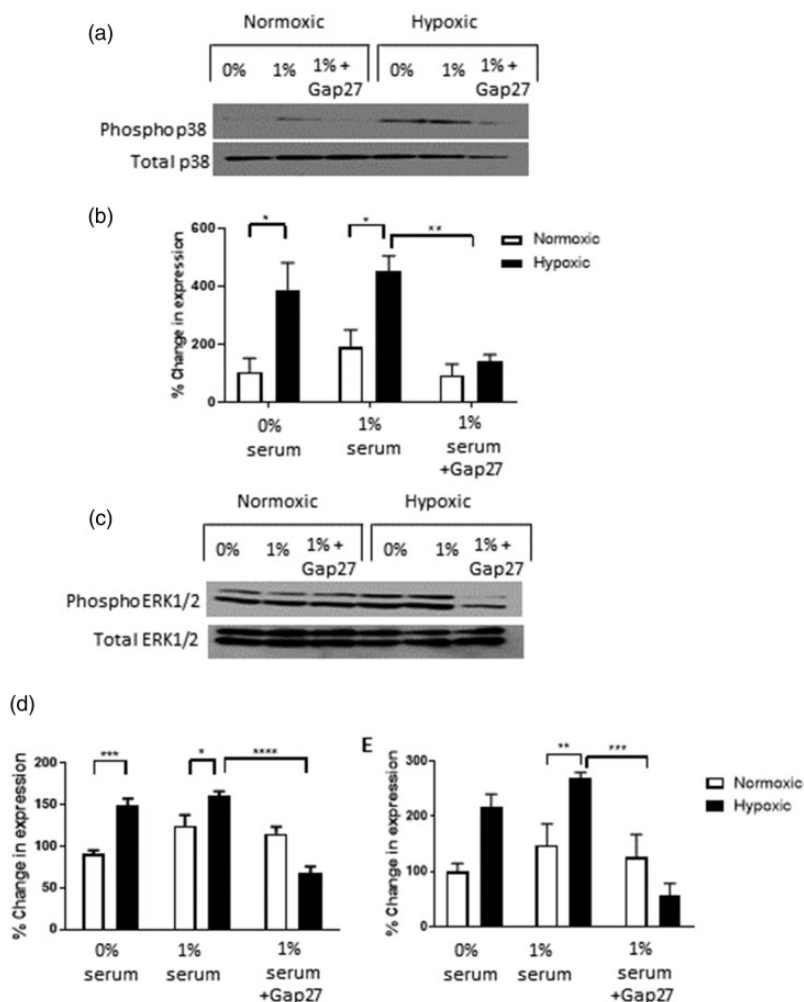 (a)
Normoxic Hypoxic
0% 1% 1% + Gap27 0% 1% 1% + Gap27
Phospho p38
Total p38
(b)
600
400
200
0
% Change in expression
* * **
Normoxic
Hypoxic
0% serum
1% serum
1% serum +Gap27
(c)
Normoxic Hypoxic
0% 1% 1% + Gap27 0% 1% 1% + Gap27
PhosphoERK1/2
Total ERK1/2
(d)
200
150
100
50
0
% Change in expression
*** * ****
0% serum
1% serum
1% serum +Gap27
E
300
200
100
0
% Change in expression
** ***
Normoxic
Hypoxic
0% serum
1% serum
1% serum +Gap27